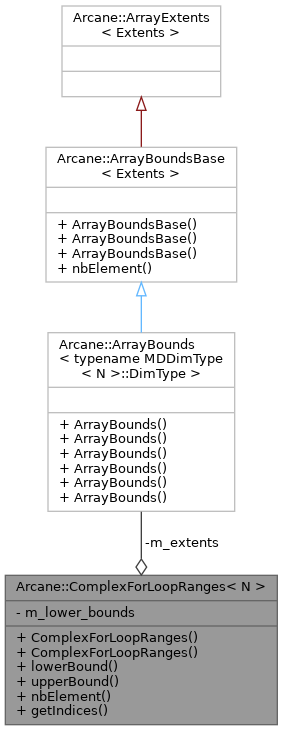 Arcane::ArrayExtents
< Extents >
Arcane::ArrayBoundsBase
< Extents >
+ ArrayBoundsBase()
+ ArrayBoundsBase()
+ ArrayBoundsBase()
+ nbElement()
Arcane::ArrayBounds
< typename MDDimType
< N >::DimType >
+ ArrayBounds()
+ ArrayBounds()
+ ArrayBounds()
+ ArrayBounds()
+ ArrayBounds()
+ ArrayBounds()
-m_extents
Arcane::ComplexForLoopRanges< N >
- m_lower_bounds
+ ComplexForLoopRanges()
+ ComplexForLoopRanges()
+ lowerBound()
+ upperBound()
+ nbElement()
+ getIndices()